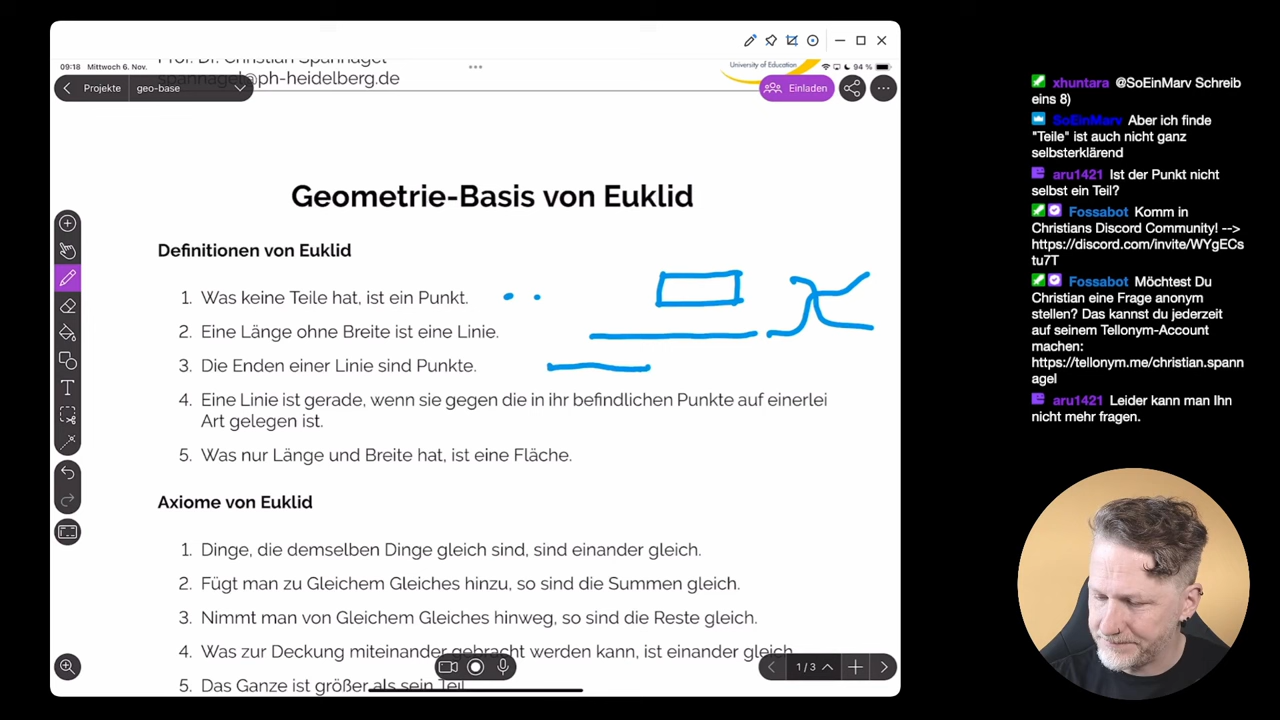 Prof. Dr. Christian Spannagel
09:18 Mittwoch 6. Nov.
University of Education
94 %
spannagel@ph-heidelberg.de
Projekte
geo-base
Einladen
Geometrie-Basis von Euklid
Definitionen von Euklid
1. Was keine Teile hat, ist ein Punkt.
2. Eine Länge ohne Breite ist eine Linie.
3. Die Enden einer Linie sind Punkte.
4. Eine Linie ist gerade, wenn sie gegen die in ihr befindlichen Punkte auf einerlei
Art gelegen ist.
5. Was nur Länge und Breite hat, ist eine Fläche.
Axiome von Euklid
1. Dinge, die demselben Dinge gleich sind, sind einander gleich.
2. Fügt man zu Gleichem Gleiches hinzu, so sind die Summen gleich.
3. Nimmt man von Gleichem Gleiches hinweg, so sind die Reste gleich.
4. Was zur Deckung miteinander gebracht werden kann, ist einander gleich.
1/3
5. Das Ganze ist größer als sein Teil
xhuntara @SoEinMarv Schreib
eins 8)
SoEinMarv Aber ich finde
"Teile" ist auch nicht ganz
selbsterklärend
aru1421 Ist der Punkt nicht
selbst ein Teil?
Fossabot Komm in
Christians Discord Community! -->
https://discord.com/invite/WYgECs
tu7T
Fossabot Möchtest Du
Christian eine Frage anonym
stellen? Dann kannst du jederzeit
auf seinem Tellonym-Account
machen:
https://tellonym.me/christian.spann
agel
aru1421 Leider kann man Ihn
nicht mehr fragen.